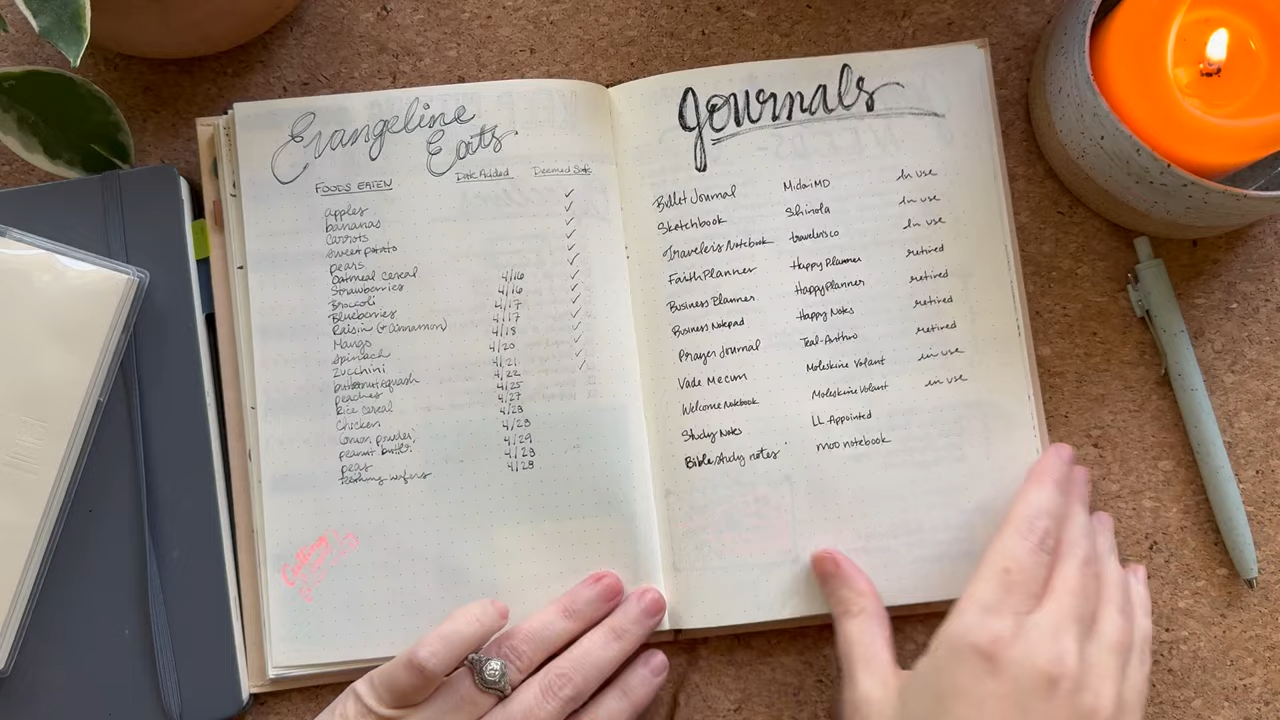 Evangeline
Eats
FOODS EATEN Date Added Deemed Safe
apples ✓
bananas ✓
carrots ✓
sweet potato ✓
pears ✓
Oatmeal cereal 4/16 ✓
Strawberries 4/16 ✓
Broccoli 4/17 ✓
Blueberries 4/17 ✓
Raisin (+ Cinnamon) 4/18 ✓
Mango 4/20 ✓
Spinach 4/21 ✓
Zucchini 4/22 ✓
butternut squash 4/25
peaches 4/27
Rice cereal 4/28
Chicken 4/28
powder 4/29
peanut butter 4/28
peas 4/28
teething wafers
Journals
Bullet Journal MidoriMD In use
Sketchbook Shinola In use
Traveler's Notebook travelersco In use
Faith Planner Happy Planner retired
Business Planner Happy Planner retired
Business Notepad Happy Notes retired
Prayer Journal Teal-Anthro retired
Vade Mecum Moleskine Volant in use
Welcome Notebook Moleskine Volant in use
Study Notes LL Appointed
Bible study notes moo notebook